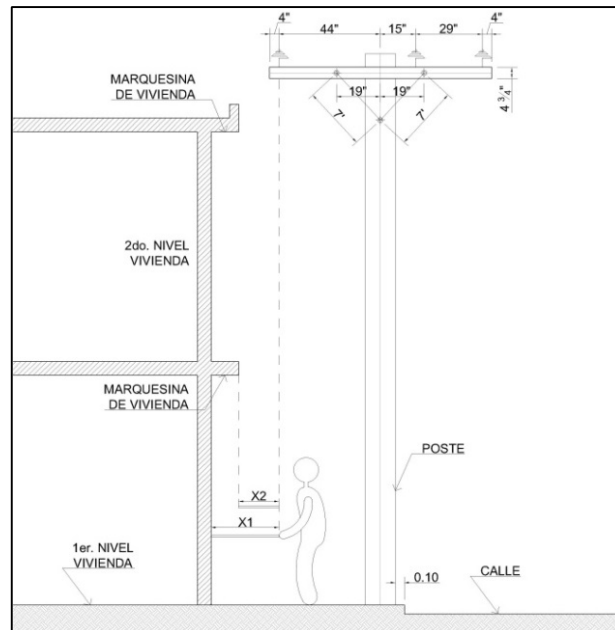 4"
44"
15"
29"
4"
MARQUESINA
DE VIVIENDA
19"
19"
7'
7'
4 3/4"
2do. NIVEL
VIVIENDA
MARQUESINA
DE VIVIENDA
POSTE
X2
X1
1er. NIVEL
VIVIENDA
0.10
CALLE